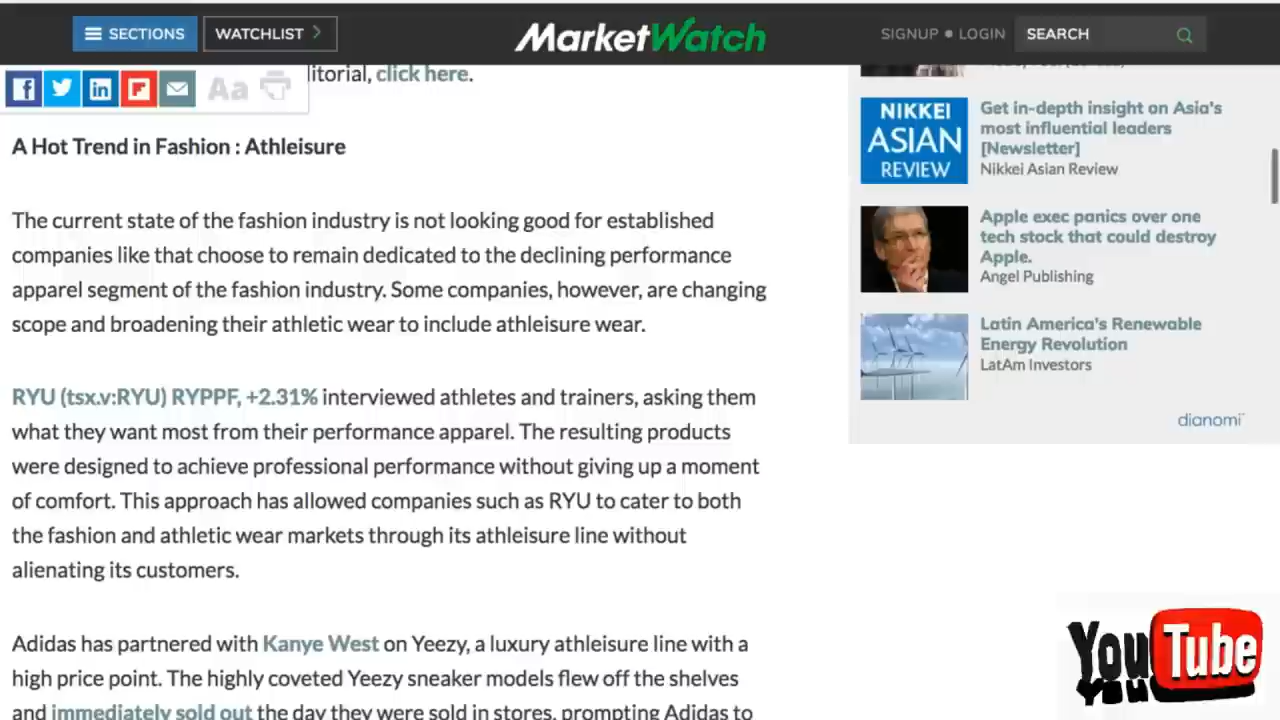 SECTIONS
WATCHLIST
MarketWatch
SIGNUP • LOGIN
SEARCH
itorial, click here.
Aa
A Hot Trend in Fashion : Athleisure
The current state of the fashion industry is not looking good for established
companies like that choose to remain dedicated to the declining performance
apparel segment of the fashion industry. Some companies, however, are changing
scope and broadening their athletic wear to include athleisure wear.
RYU (tsx.v:RYU) RYPPF, +2.31% interviewed athletes and trainers, asking them
what they want most from their performance apparel. The resulting products
were designed to achieve professional performance without giving up a moment
of comfort. This approach has allowed companies such as RYU to cater to both
the fashion and athletic wear markets through its athleisure line without
alienating its customers.
Adidas has partnered with Kanye West on Yeezy, a luxury athleisure line with a
high price point. The highly coveted Yeezy sneaker models flew off the shelves
and immediately sold out the day they were sold in stores, prompting Adidas to
NIKKEI
ASIAN
REVIEW
Get in-depth insight on Asia's
most influential leaders
[Newsletter]
Nikkei Asian Review
Apple exec panics over one
tech stock that could destroy
Apple.
Angel Publishing
Latin America's Renewable
Energy Revolution
LatAm Investors
dianomi
YouTube